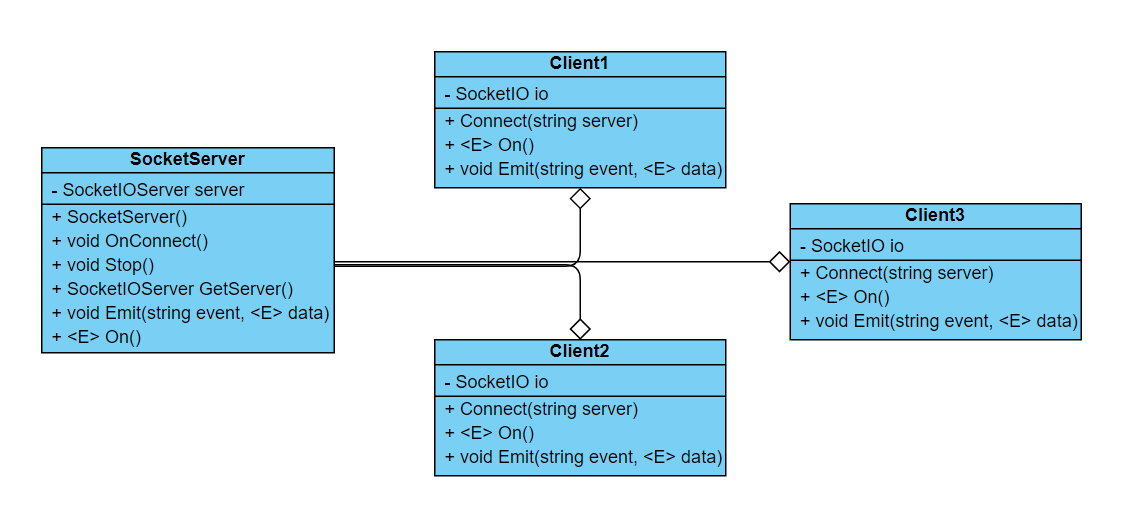 Client1
- SocketIO io
+ Connect(string server)
+ <E> On()
+ void Emit(string event, <E> data)
SocketServer
- SocketIOServer server
+ SocketServer()
+ void OnConnect()
+ void Stop()
+ SocketIOServer GetServer()
+ void Emit(string event, <E> data)
+ <E> On()
Client3
- SocketIO io
+ Connect(string server)
+ <E> On()
+ void Emit(string event, <E> data)
Client2
- SocketIO io
+ Connect(string server)
+ <E> On()
+ void Emit(string event, <E> data)